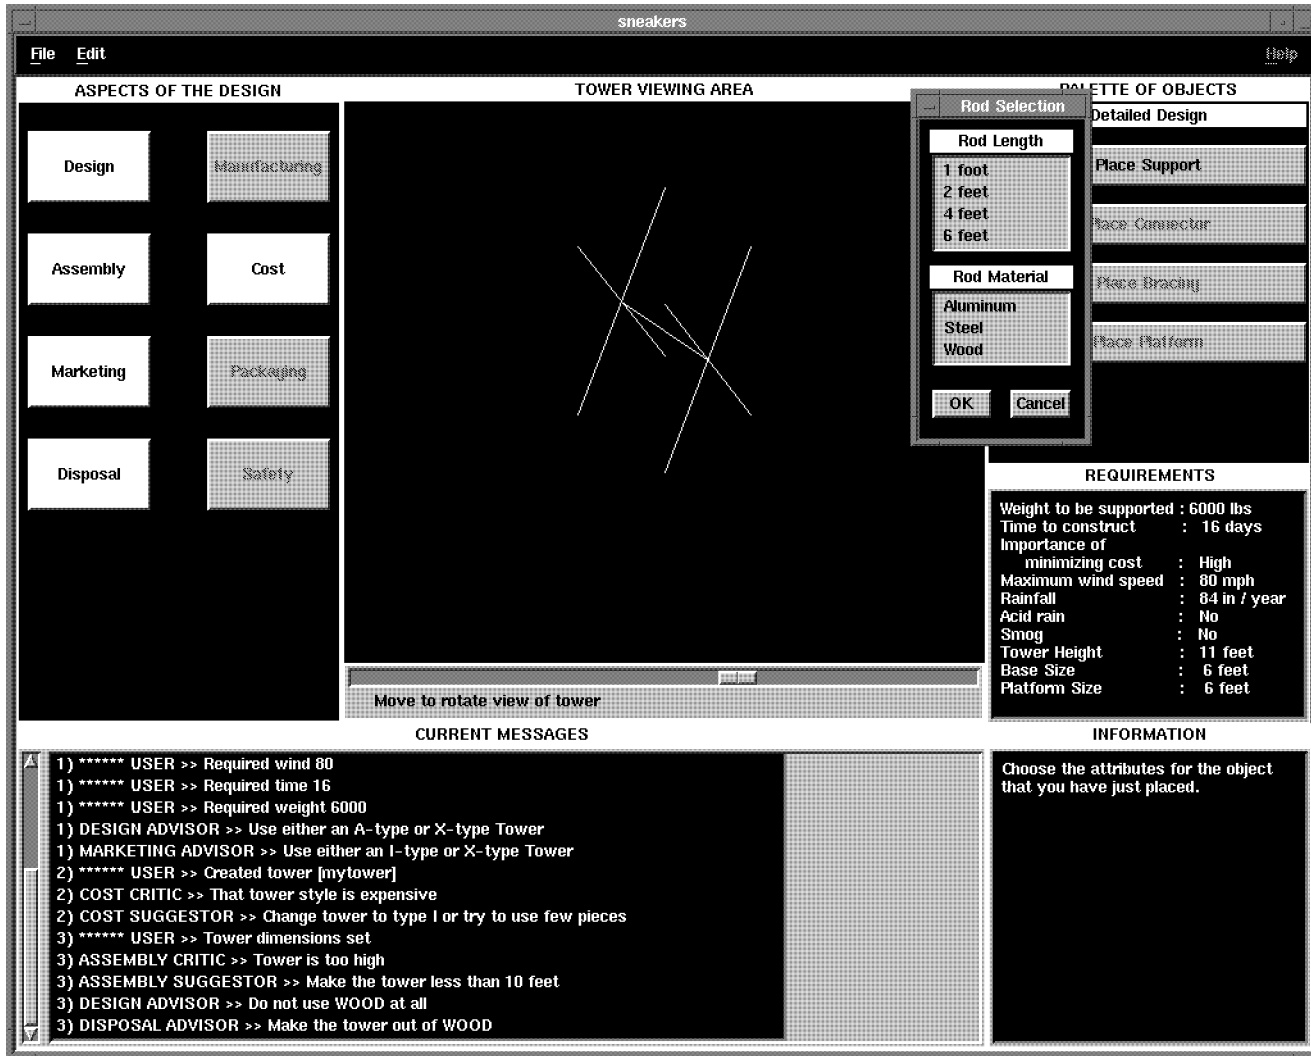 sneakers
File Edit Help
ASPECTS OF THE DESIGN
Design
Manufacturing
Assembly
Cost
Marketing
Packaging
Disposal
Safety
TOWER VIEWING AREA
Move to rotate view of tower
Rod Selection
Rod Length
1 foot
2 feet
4 feet
6 feet
Rod Material
Aluminum
Steel
Wood
OK Cancel
PALETTE OF OBJECTS
Detailed Design
Place Support
Place Connector
Place Bracing
Place Platform
REQUIREMENTS
Weight to be supported : 6000 lbs
Time to construct : 16 days
Importance of
minimizing cost : High
Maximum wind speed : 80 mph
Rainfall : 84 in / year
Acid rain : No
Smog : No
Tower Height : 11 feet
Base Size : 6 feet
Platform Size : 6 feet
CURRENT MESSAGES
1) ****** USER >> Required wind 80
1) ****** USER >> Required time 16
1) ****** USER >> Required weight 6000
1) DESIGN ADVISOR >> Use either an A-type or X-type Tower
1) MARKETING ADVISOR >> Use either an I-type or X-type Tower
2) ****** USER >> Created tower [mytower]
2) COST CRITIC >> That tower style is expensive
2) COST SUGGESTOR >> Change tower to type I or try to use few pieces
3) ****** USER >> Tower dimensions set
3) ASSEMBLY CRITIC >> Tower is too high
3) ASSEMBLY SUGGESTOR >> Make the tower less than 10 feet
3) DESIGN ADVISOR >> Do not use WOOD at all
3) DISPOSAL ADVISOR >> Make the tower out of WOOD
INFORMATION
Choose the attributes for the object
that you have just placed.